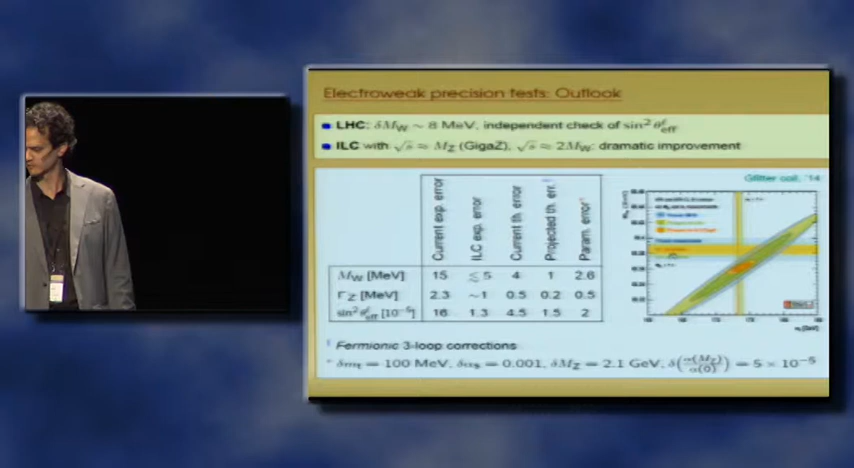 Electroweak precision tests: Outlook
LHC: δM_W ~ 8 MeV, independent check of sin² θ^ℓ_eff
ILC with √s ≈ M_Z (GigaZ), √s ≈ 2M_W: dramatic improvement
Gfitter coll., '14
Current exp. error
ILC exp. error
Current th. error
Projected th. err.†
Param. error*
M_W [MeV] 15 ≲ 5 4 1 2.6
Γ_Z [MeV] 2.3 ~1 0.5 0.2 0.5
sin² θ^ℓ_eff [10⁻⁵] 16 1.3 4.5 1.5 2
† Fermionic 3-loop corrections
* δm_t = 100 MeV, δα_s = 0.001, δM_Z = 2.1 GeV, δ(α(M_Z)/α(0)) = 5 × 10⁻⁵